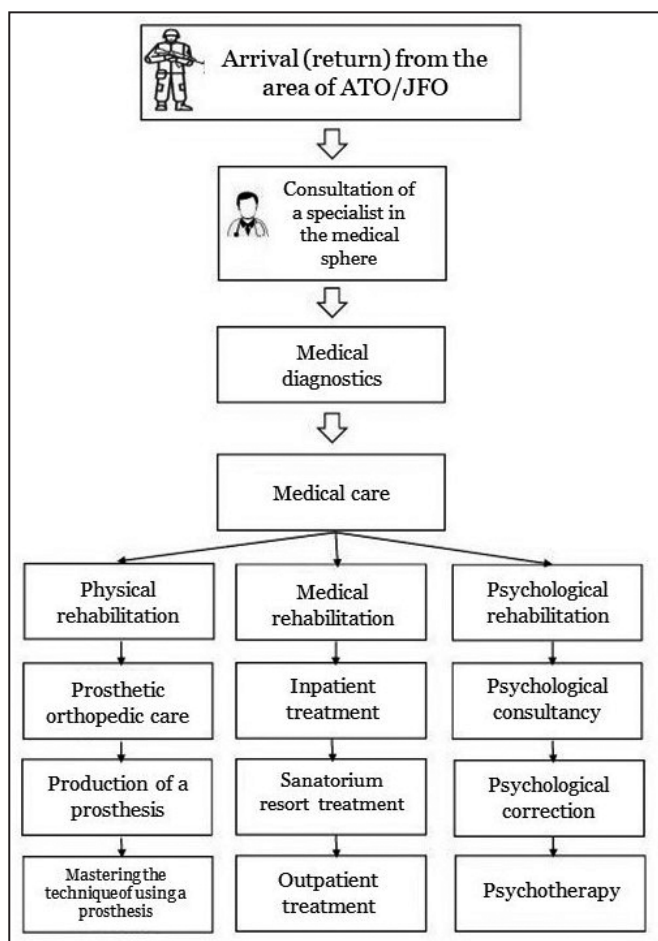 Arrival (return) from the
area of ATO/JFO
Consultation of
a specialist in
the medical
sphere
Medical
diagnostics
Medical care
Physical
rehabilitation
Medical
rehabilitation
Psychological
rehabilitation
Prosthetic
orthopedic care
Inpatient
treatment
Psychological
consultancy
Production of a
prosthesis
Sanatorium
resort treatment
Psychological
correction
Mastering the
technique of using a
prosthesis
Outpatient
treatment
Psychotherapy